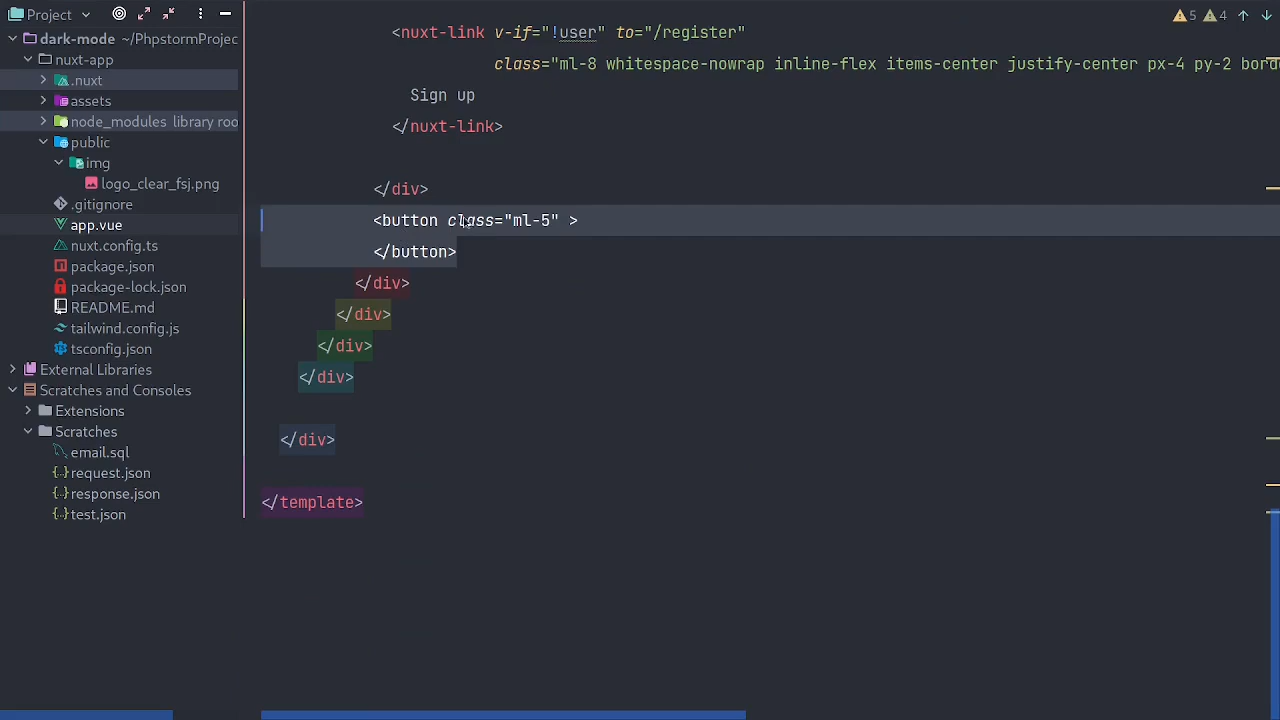 Project
5 4
dark-mode ~/PhpstormProjec
nuxt-app
.nuxt
assets
node_modules library roo
public
img
logo_clear_fsj.png
.gitignore
app.vue
nuxt.config.ts
package.json
package-lock.json
README.md
tailwind.config.js
tsconfig.json
External Libraries
Scratches and Consoles
Extensions
Scratches
email.sql
request.json
response.json
test.json
<nuxt-link v-if="!user" to="/register"
class="ml-8 whitespace-nowrap inline-flex items-center justify-center px-4 py-2 bord
Sign up
</nuxt-link>
</div>
<button class="ml-5" >
</button>
</div>
</div>
</div>
</div>
</div>
</template>